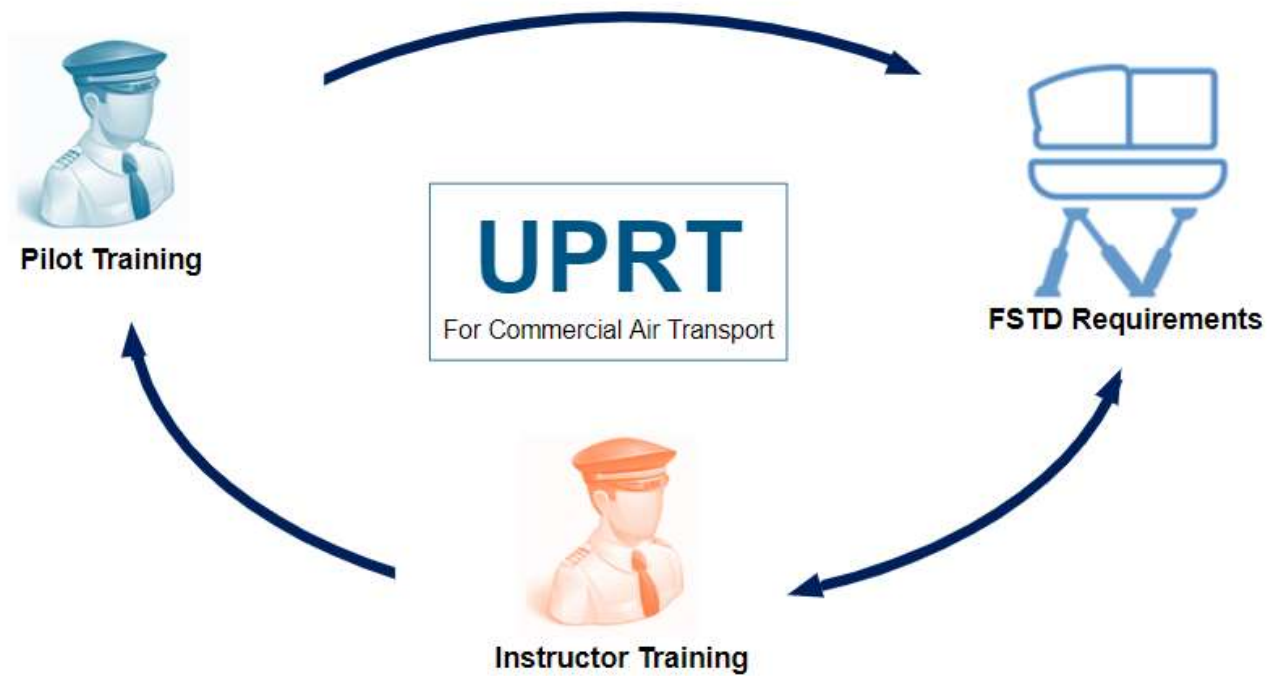 Pilot Training
UPRT
For Commercial Air Transport
FSTD Requirements
Instructor Training